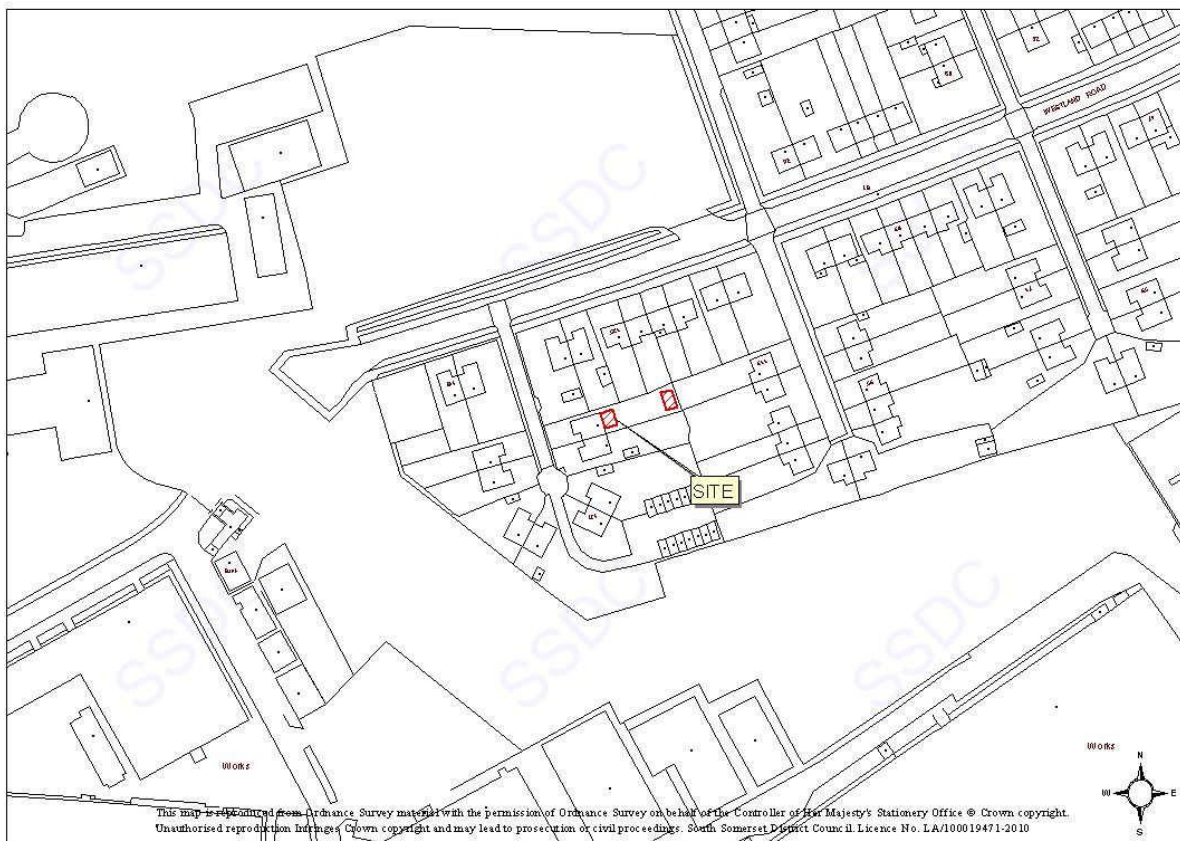 WESTLAND ROAD
SSDC
SSDC
SSDC
SITE
SSDC
SSDC
SSDC
Works
Works
N
W E
S
This map is reproduced from Ordnance Survey material with the permission of Ordnance Survey on behalf of the Controller of Her Majesty's Stationery Office © Crown copyright.
Unauthorised reproduction infringes Crown copyright and may lead to prosecution or civil proceedings. South Somerset District Council. Licence No. LA/100019471-2010